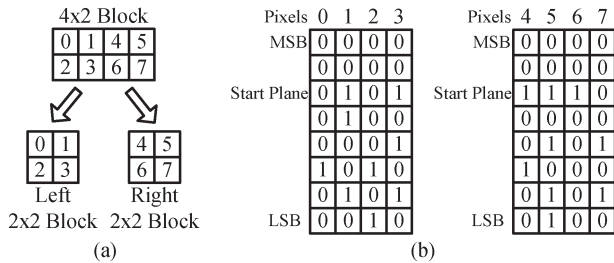 4x2 Block
0 1 4 5
2 3 6 7
0 1
2 3
Left
2x2 Block
4 5
6 7
Right
2x2 Block
(a)
Pixels 0 1 2 3
MSB 0 0 0 0
0 0 0 0
Start Plane 0 1 0 1
0 1 0 0
0 0 0 1
1 0 1 0
0 1 0 1
LSB 0 0 1 0
Pixels 4 5 6 7
MSB 0 0 0 0
0 0 0 0
Start Plane 1 1 1 0
0 0 0 0
0 1 0 1
1 0 0 0
0 1 0 1
LSB 0 1 0 0
(b)